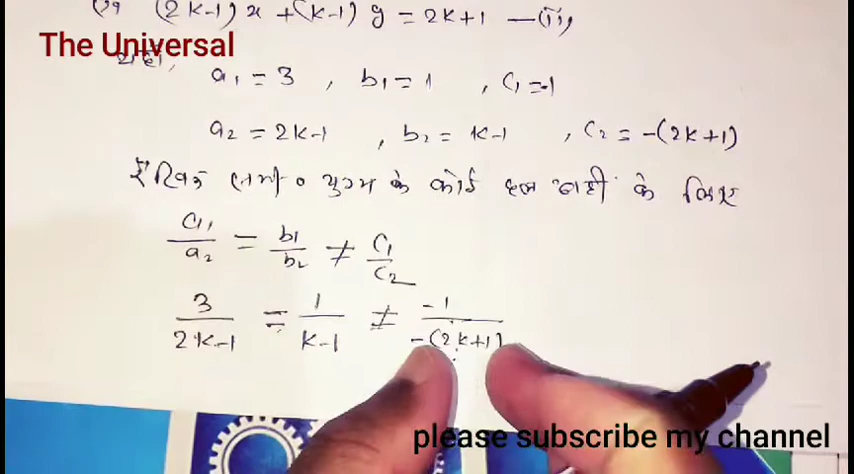 एवं (2k-1)x + (k-1)y = 2k+1 —(ii)
The Universal
यहाँ,
a₁ = 3 , b₁ = 1 , c₁ = -1
a₂ = 2k-1 , b₂ = k-1 , c₂ = -(2k+1)
रैखिक समी० युग्म के कोई हल नहीं के लिए
a₁/a₂ = b₁/b₂ ≠ c₁/c₂
3/(2k-1) = 1/(k-1) ≠ -1/-(2k+1)
please subscribe my channel